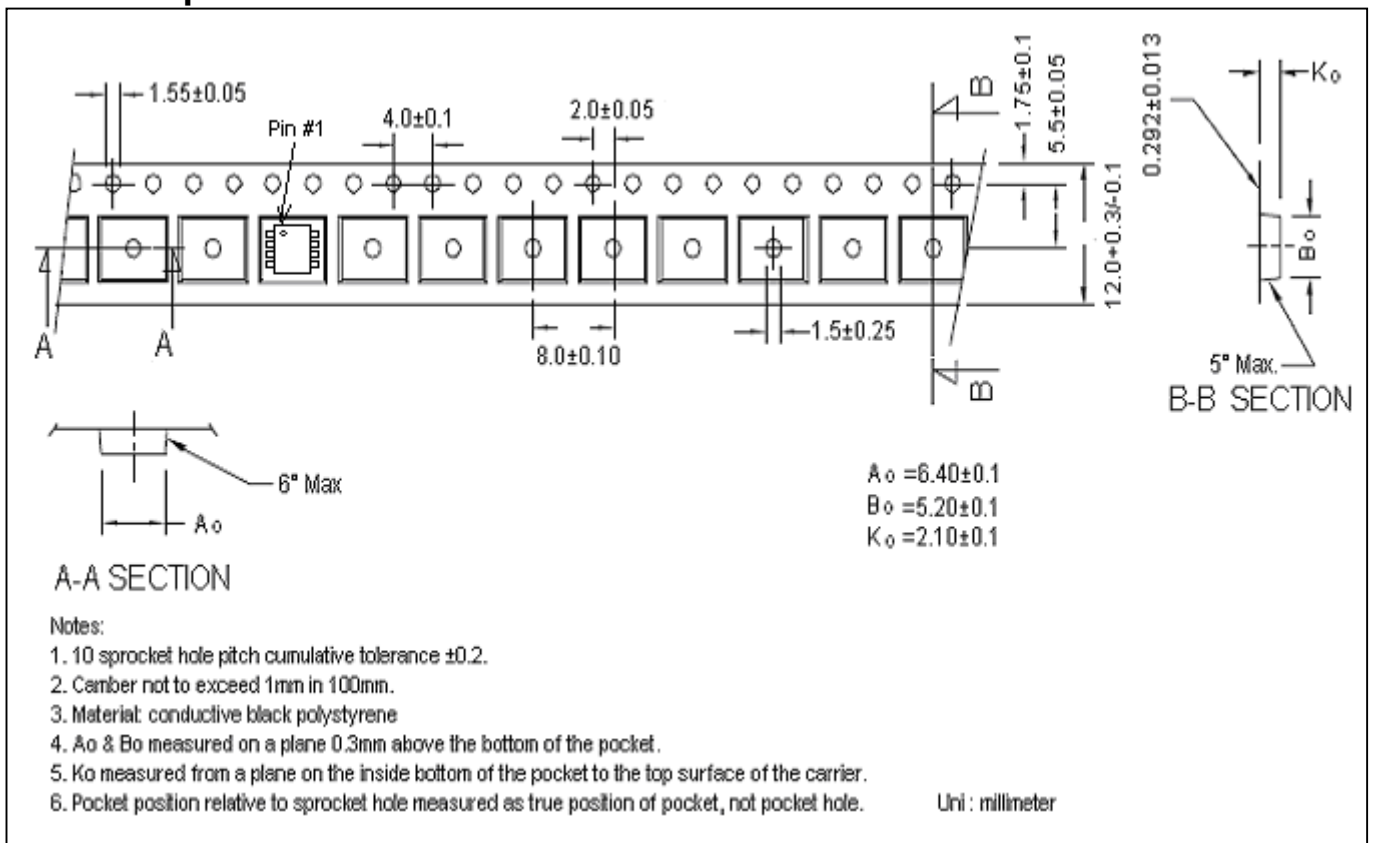 1.55±0.05
Pin #1
4.0±0.1
2.0±0.05
B
1.75±0.1
5.5±0.05
0.292±0.013
Ko
12.0+0.3/-0.1
Bo
A
A
8.0±0.10
1.5±0.25
B
5° Max.
B-B SECTION
6° Max
Ao
A-A SECTION
Ao =6.40±0.1
Bo =5.20±0.1
Ko =2.10±0.1
Notes:
1. 10 sprocket hole pitch cumulative tolerance ±0.2.
2. Camber not to exceed 1mm in 100mm.
3. Material: conductive black polystyrene
4. Ao & Bo measured on a plane 0.3mm above the bottom of the pocket.
5. Ko measured from a plane on the inside bottom of the pocket to the top surface of the carrier.
6. Pocket position relative to sprocket hole measured as true position of pocket, not pocket hole. Uni : millimeter